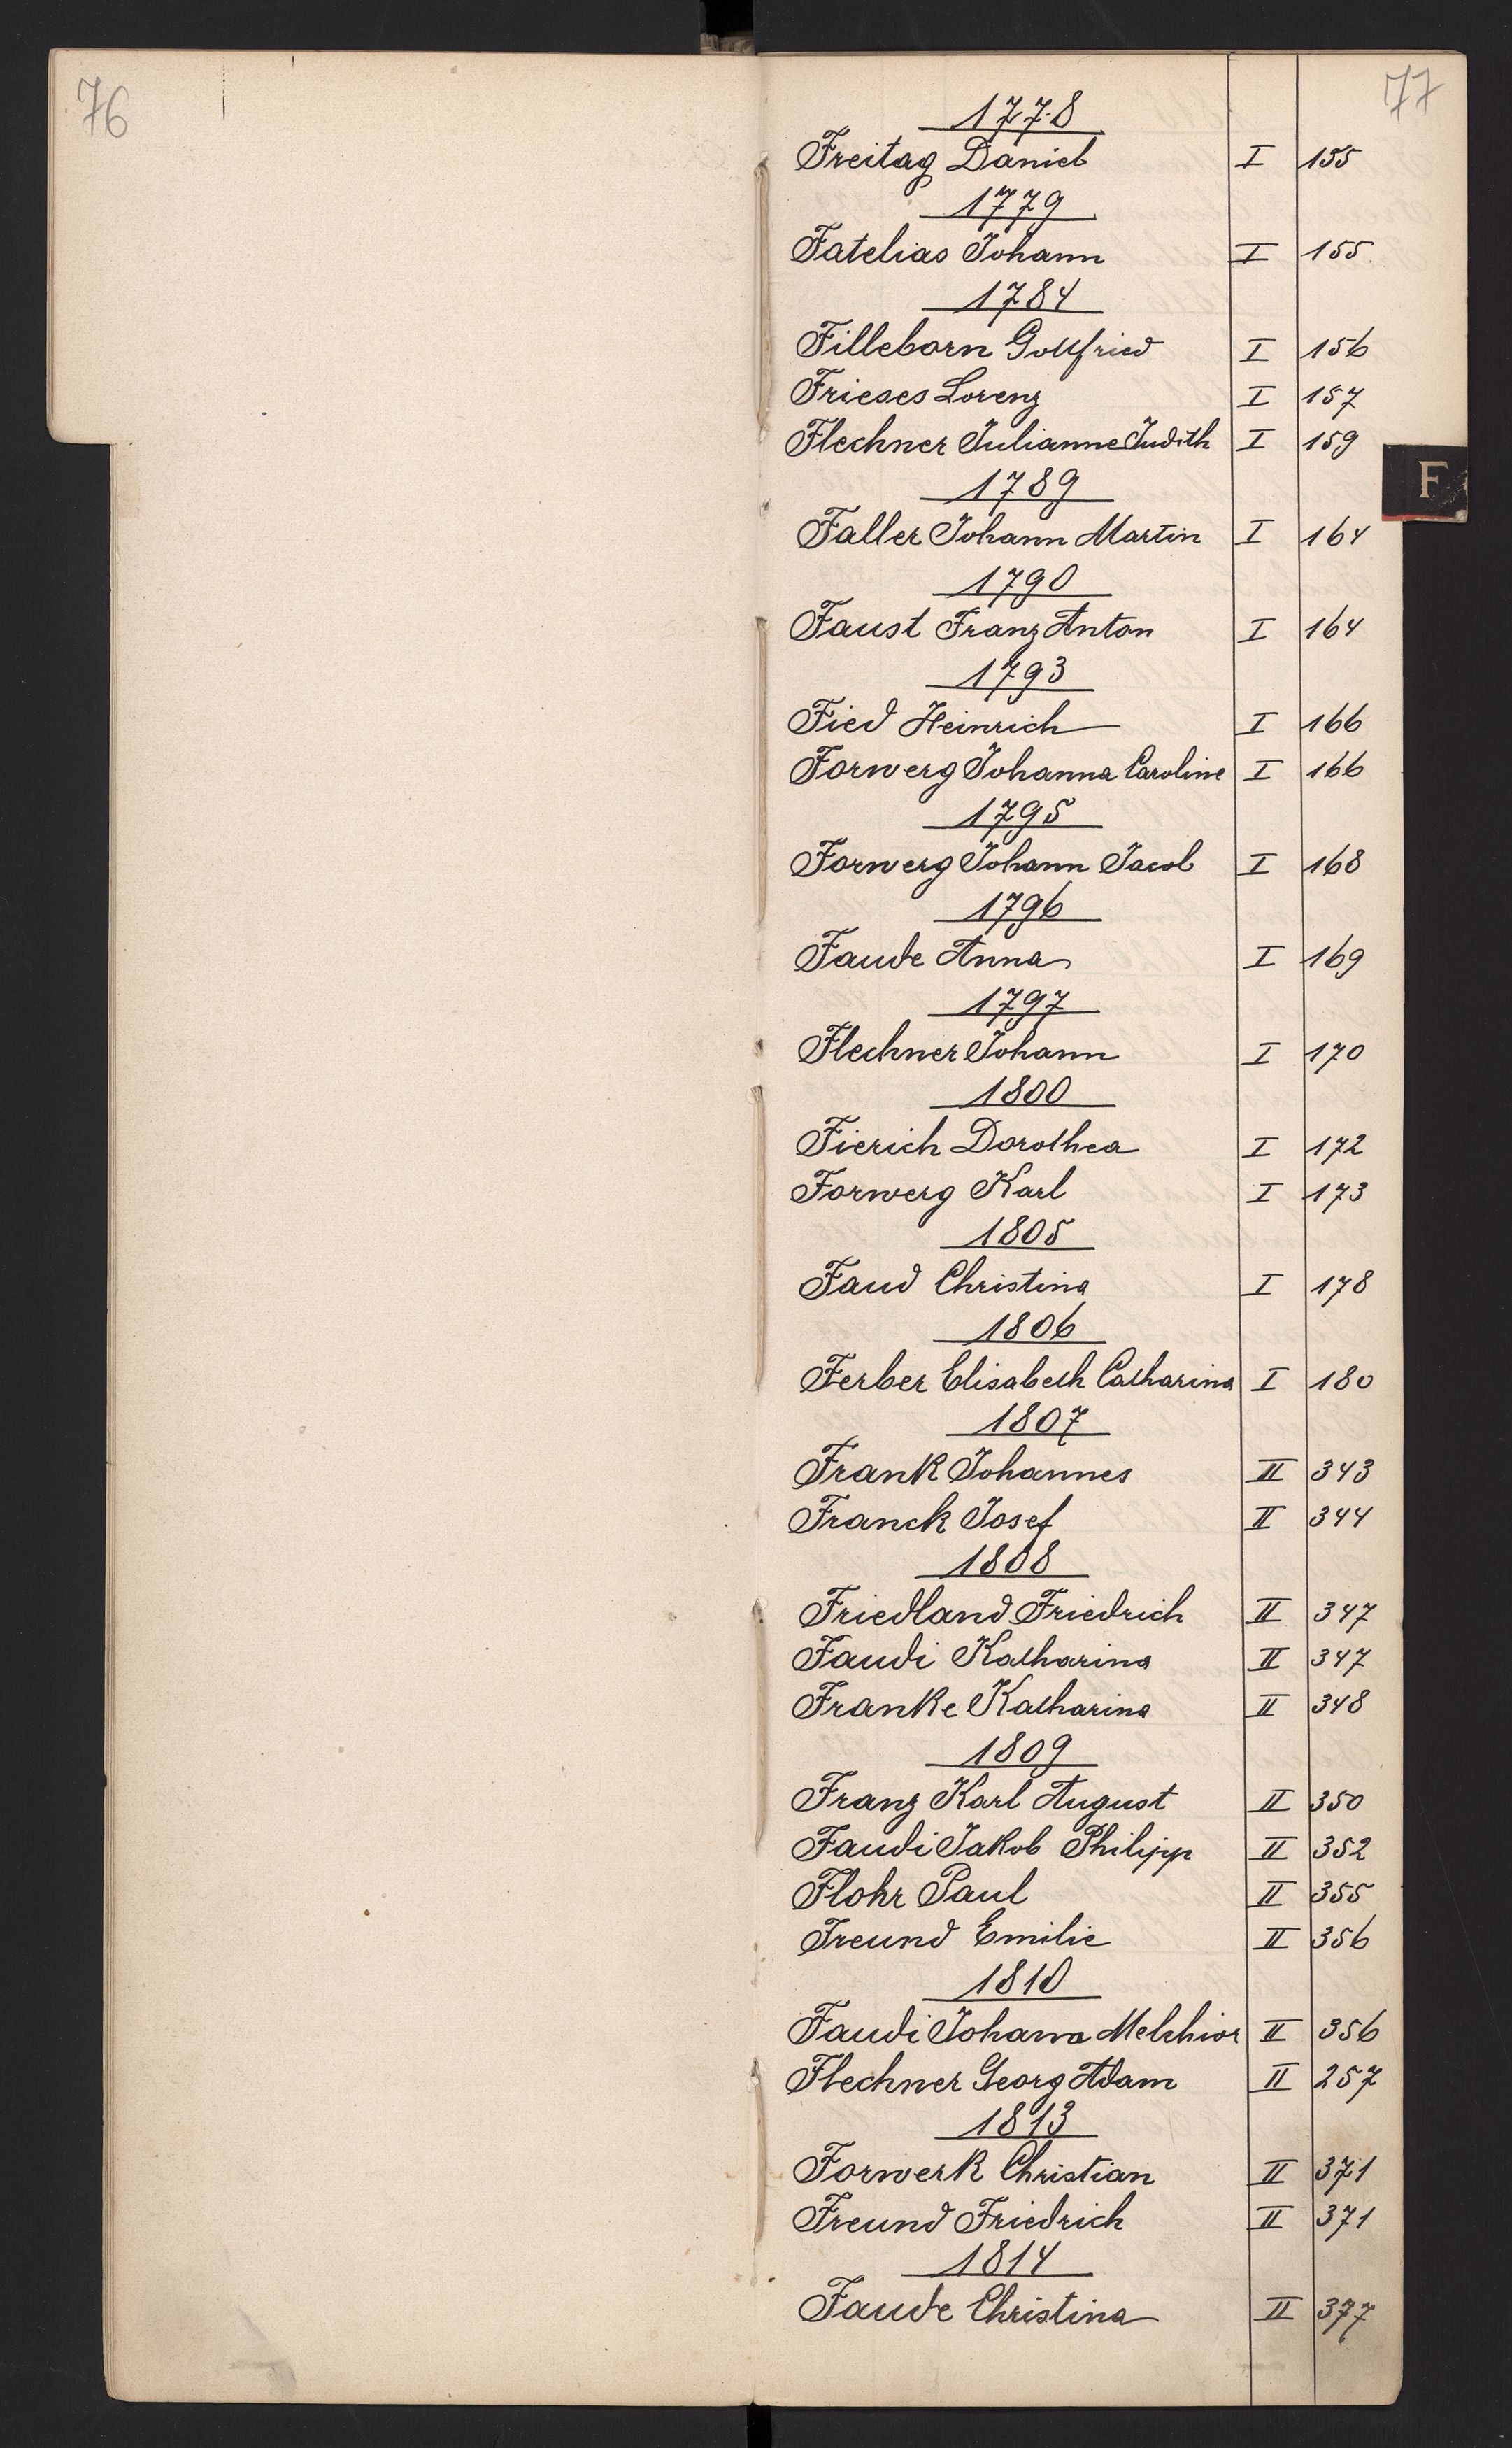 76
77
1778
Freitag Daniel I 155
1779
Fatelias Johann I 155
1784
Filleborn Gottfried I 156
Frieses Lorenz I 157
Flechner Julianne Judith I 159
F
1789
Faller Johann Martin I 164
1790
Faust Franz Anton I 164
1793
Fied Heinrich I 166
Forwerg Johanna Caroline I 166
1795
Forwerg Johann Jacob I 168
1796
Faude Anna I 169
1797
Flechner Johann I 170
1800
Fierich Dorothea I 172
Forwerg Karl I 173
1805
Faud Christina I 178
1806
Ferber Elisabeth Catharina I 180
1807
Frank Johannes II 343
Franck Josef II 344
1808
Friedland Friedrich II 347
Faudi Katharina II 347
Franke Katharina II 348
1809
Franz Karl August II 350
Faudi Jakob Philipp II 352
Flohr Paul II 355
Freund Emilie II 356
1810
Faudi Johann Melchior II 356
Flechner Georg Adam II 257
1813
Forwerk Christian II 371
Freund Friedrich II 371
1814
Faude Christina II 377